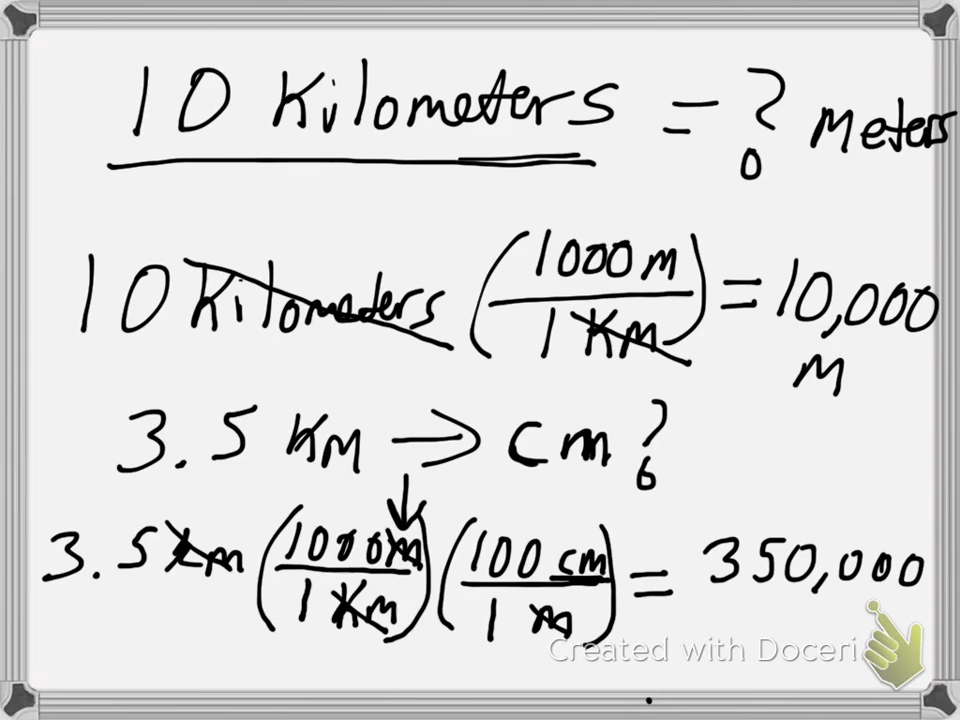 10 Kilometers = ? Meters
10 Kilometers (1000 m / 1 Km) = 10,000 M
3.5 Km → cm ?
3.5 Km (1000 m / 1 Km) (100 cm / 1 m) = 350,000
Created with Doceri